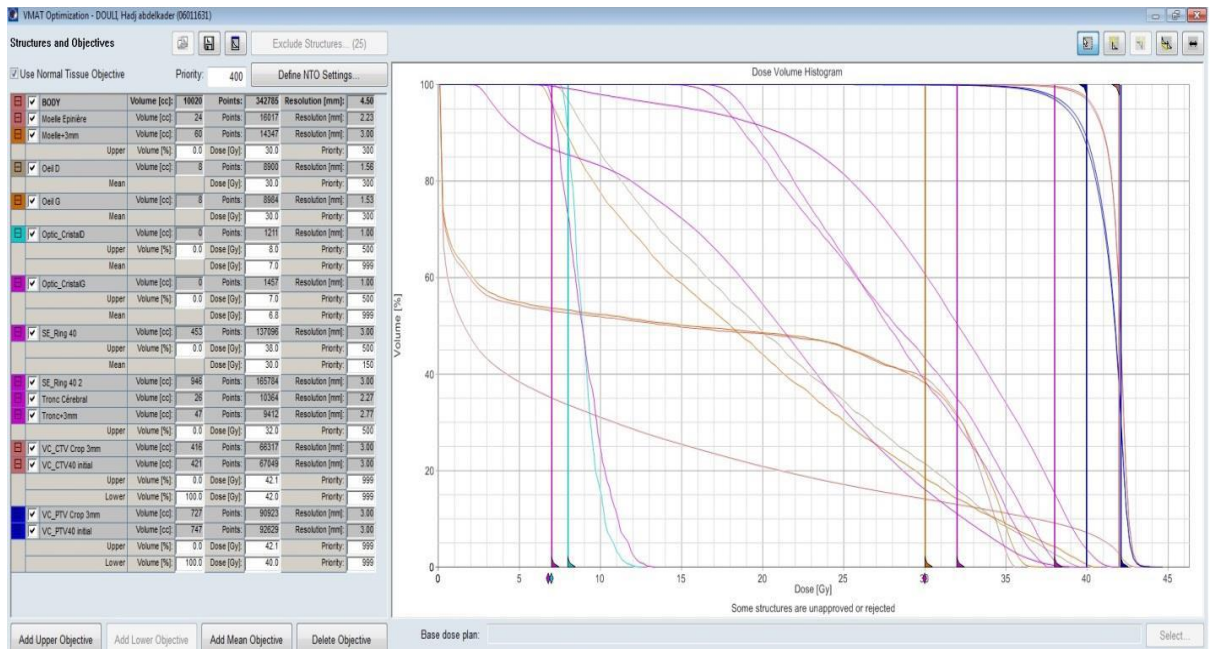 VMAT Optimization - DOULI, Hadj abdelkader (06011631)
Structures and Objectives
Exclude Structures... (25)
Use Normal Tissue Objective Priority: 400 Define NTO Settings...
BODY Volume [cc]: 10020 Points: 342785 Resolution [mm]: 4.50
Moelle Epinière Volume [cc]: 24 Points: 16017 Resolution [mm]: 2.23
Moelle+3mm Volume [cc]: 60 Points: 14347 Resolution [mm]: 3.00
Upper Volume [%]: 0.0 Dose [Gy]: 30.0 Priority: 300
Oeil D Volume [cc]: 8 Points: 8900 Resolution [mm]: 1.56
Mean Dose [Gy]: 30.0 Priority: 300
Oeil G Volume [cc]: 8 Points: 8984 Resolution [mm]: 1.53
Mean Dose [Gy]: 30.0 Priority: 300
Optic_CristalD Volume [cc]: 0 Points: 1211 Resolution [mm]: 1.00
Upper Volume [%]: 0.0 Dose [Gy]: 8.0 Priority: 500
Mean Dose [Gy]: 7.0 Priority: 999
Optic_CristalG Volume [cc]: 0 Points: 1457 Resolution [mm]: 1.00
Upper Volume [%]: 0.0 Dose [Gy]: 7.0 Priority: 500
Mean Dose [Gy]: 6.8 Priority: 999
SE_Ring 40 Volume [cc]: 453 Points: 137096 Resolution [mm]: 3.00
Upper Volume [%]: 0.0 Dose [Gy]: 38.0 Priority: 500
Mean Dose [Gy]: 30.0 Priority: 150
SE_Ring 40 2 Volume [cc]: 946 Points: 165784 Resolution [mm]: 3.00
Tronc Cérébral Volume [cc]: 26 Points: 10364 Resolution [mm]: 2.27
Tronc+3mm Volume [cc]: 47 Points: 9412 Resolution [mm]: 2.77
Upper Volume [%]: 0.0 Dose [Gy]: 32.0 Priority: 500
VC_CTV Crop 3mm Volume [cc]: 416 Points: 66317 Resolution [mm]: 3.00
VC_CTV40 initial Volume [cc]: 421 Points: 67049 Resolution [mm]: 3.00
Upper Volume [%]: 0.0 Dose [Gy]: 42.1 Priority: 999
Lower Volume [%]: 100.0 Dose [Gy]: 42.0 Priority: 999
VC_PTV Crop 3mm Volume [cc]: 727 Points: 90923 Resolution [mm]: 3.00
VC_PTV40 initial Volume [cc]: 747 Points: 92629 Resolution [mm]: 3.00
Upper Volume [%]: 0.0 Dose [Gy]: 42.1 Priority: 999
Lower Volume [%]: 100.0 Dose [Gy]: 40.0 Priority: 999
Add Upper Objective Add Lower Objective Add Mean Objective Delete Objective
Dose Volume Histogram
100
80
60
40
20
0
Volume [%]
0 5 10 15 20 25 30 35 40 45
Dose [Gy]
Some structures are unapproved or rejected
Base dose plan: Select...